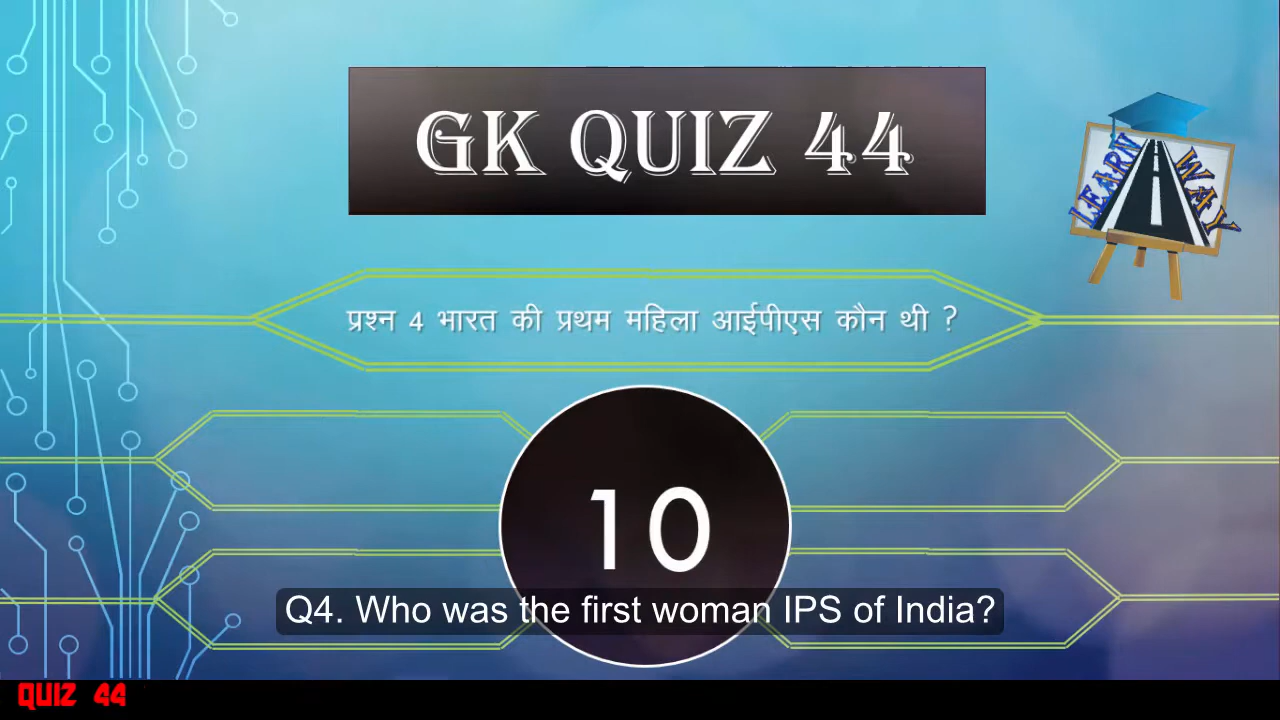 GK QUIZ 44
LEARN WAY
प्रश्न 4 भारत की प्रथम महिला आईपीएस कौन थी ?
10
Q4. Who was the first woman IPS of India?
QUIZ 44